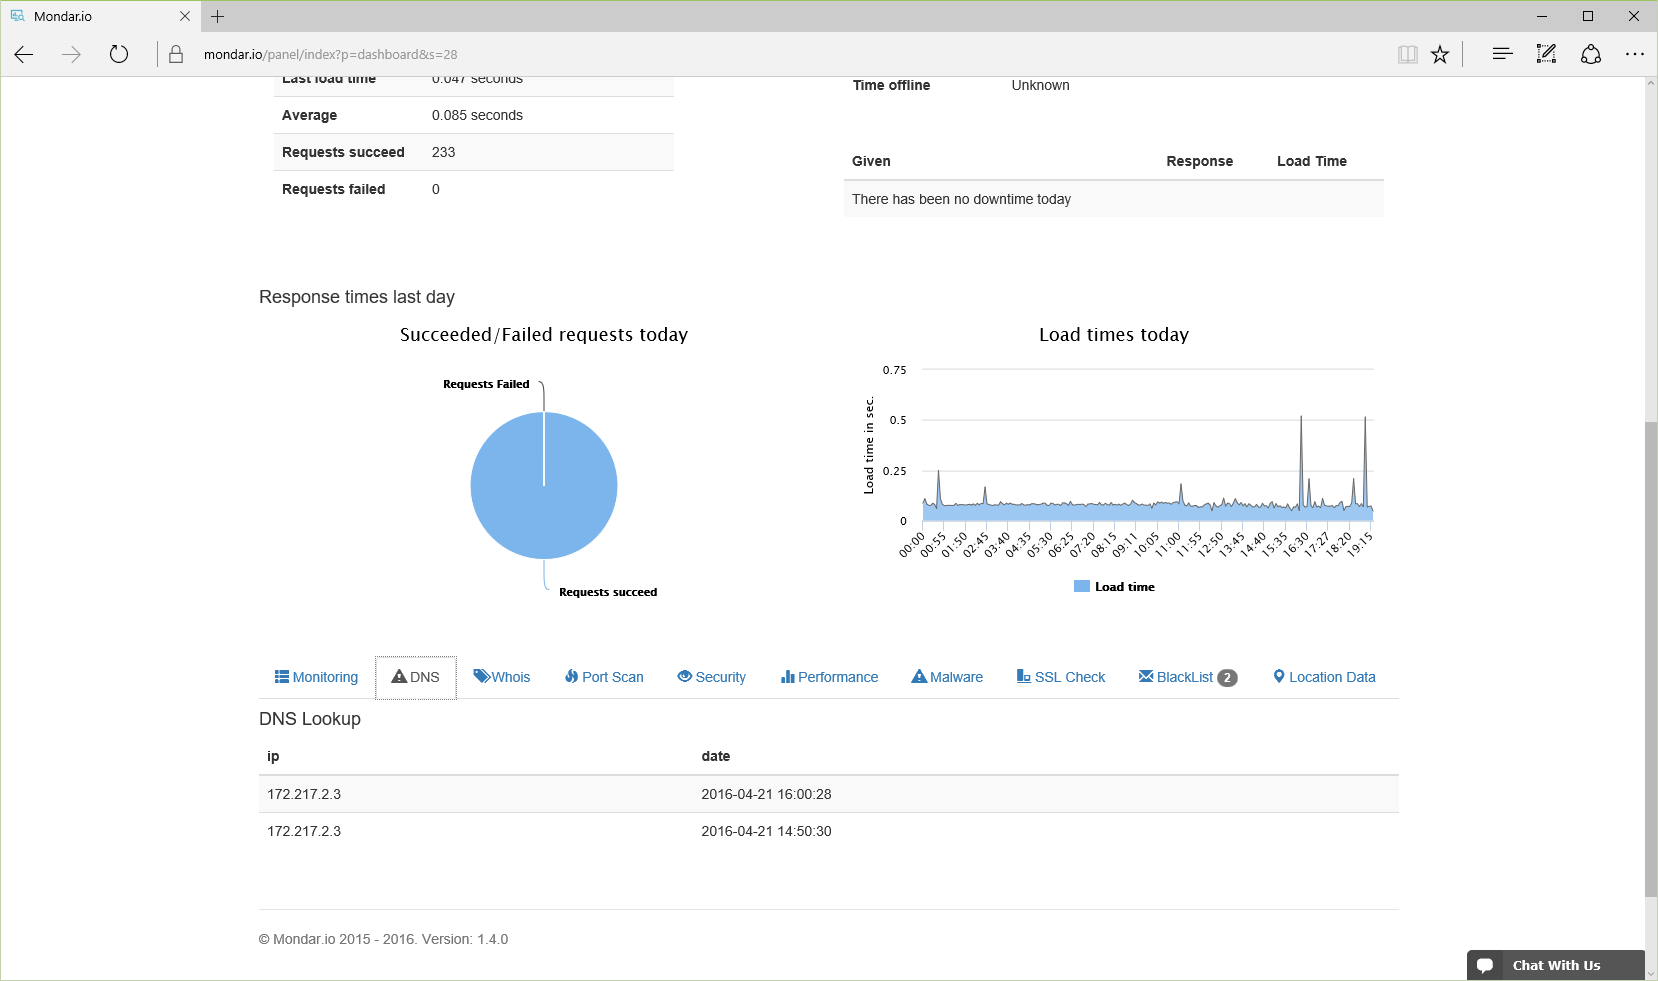 Mondar.io
mondar.io/panel/index?p=dashboard&s=28
Last load time 0.047 seconds
Average 0.085 seconds
Requests succeed 233
Requests failed 0
Time offline Unknown
Given Response Load Time
There has been no downtime today
Response times last day
Succeeded/Failed requests today
Requests Failed
Requests succeed
Load times today
Load time in sec.
0.75
0.5
0.25
0
00:00 00:55 01:50 02:45 03:40 04:35 05:30 06:25 07:20 08:15 09:11 10:05 11:00 11:55 12:50 13:45 14:40 15:35 16:30 17:27 18:20 19:15
Load time
Monitoring DNS Whois Port Scan Security Performance Malware SSL Check BlackList 2 Location Data
DNS Lookup
ip date
172.217.2.3 2016-04-21 16:00:28
172.217.2.3 2016-04-21 14:50:30
© Mondar.io 2015 - 2016. Version: 1.4.0
Chat With Us